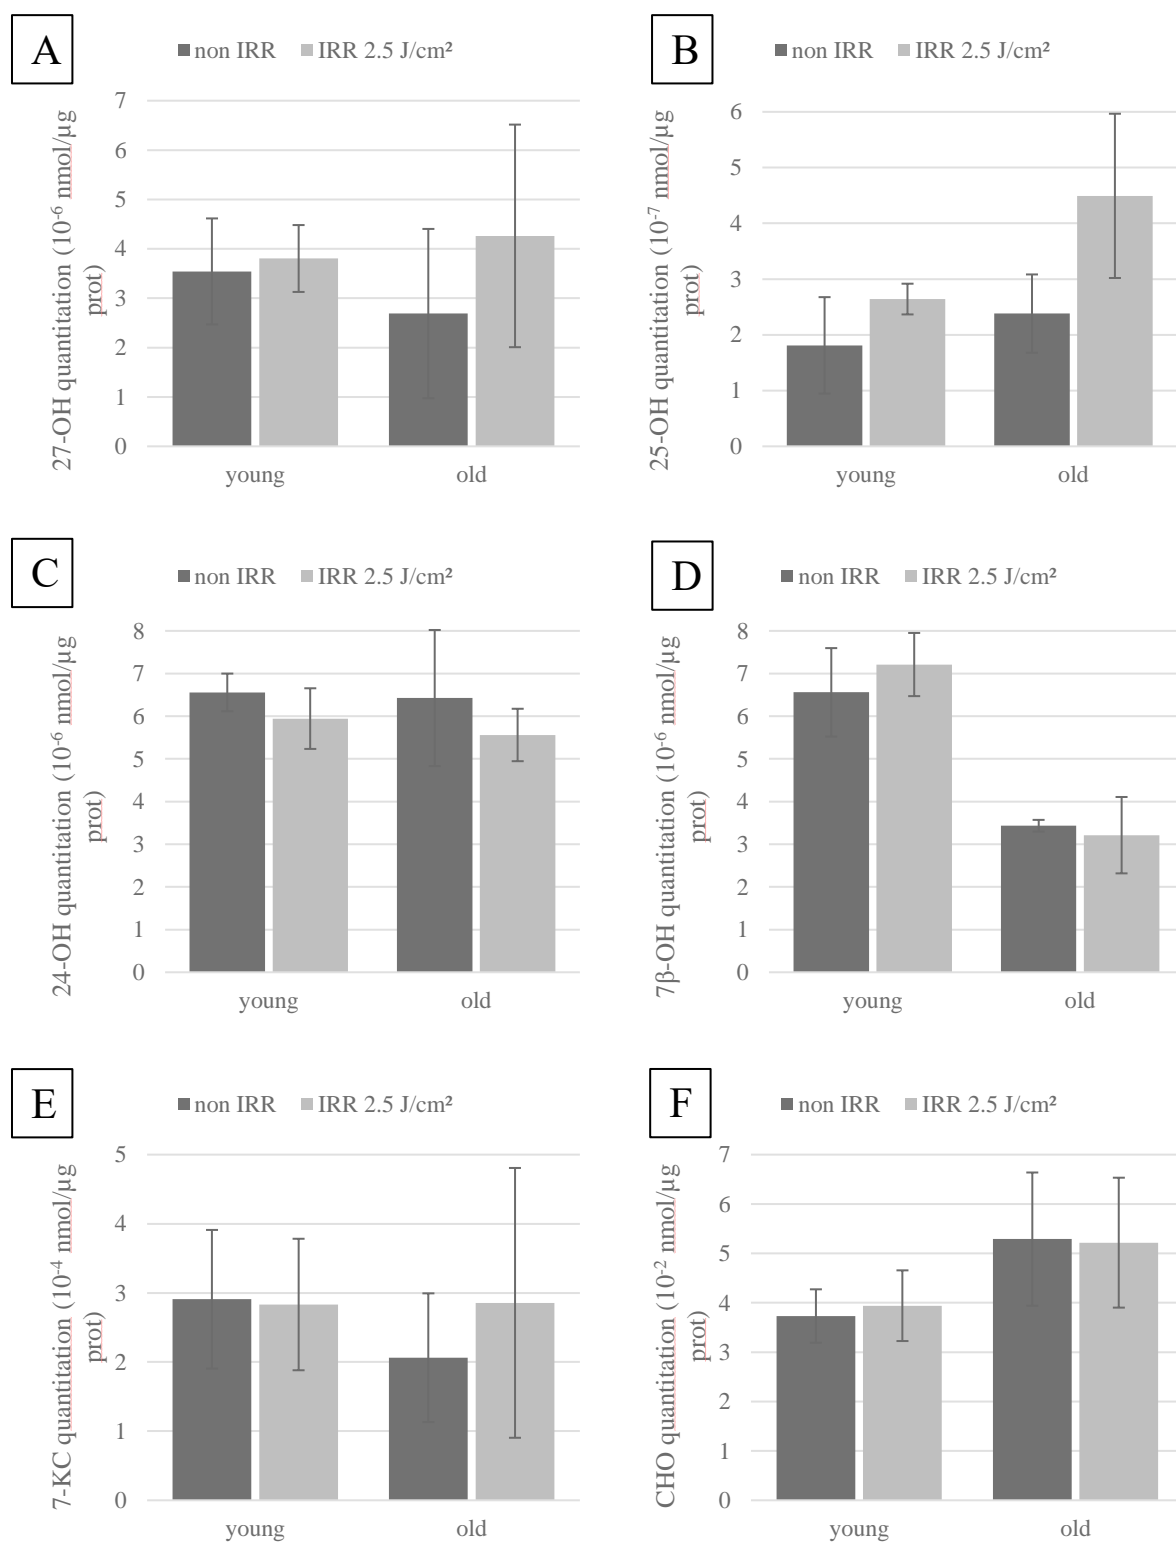 A
non IRR IRR 2.5 J/cm²
27-OH quantitation (10⁻⁶ nmol/µg
prot)
7
6
5
4
3
2
1
0
young old
B
non IRR IRR 2.5 J/cm²
25-OH quantitation (10⁻⁷ nmol/µg
prot)
6
5
4
3
2
1
0
young old
C
non IRR IRR 2.5 J/cm²
24-OH quantitation (10⁻⁶ nmol/µg
prot)
8
7
6
5
4
3
2
1
0
young old
D
non IRR IRR 2.5 J/cm²
7β-OH quantitation (10⁻⁶ nmol/µg
prot)
8
7
6
5
4
3
2
1
0
young old
E
non IRR IRR 2.5 J/cm²
7-KC quantitation (10⁻⁴ nmol/µg
prot)
5
4
3
2
1
0
young old
F
non IRR IRR 2.5 J/cm²
CHO quantitation (10⁻² nmol/µg
prot)
7
6
5
4
3
2
1
0
young old